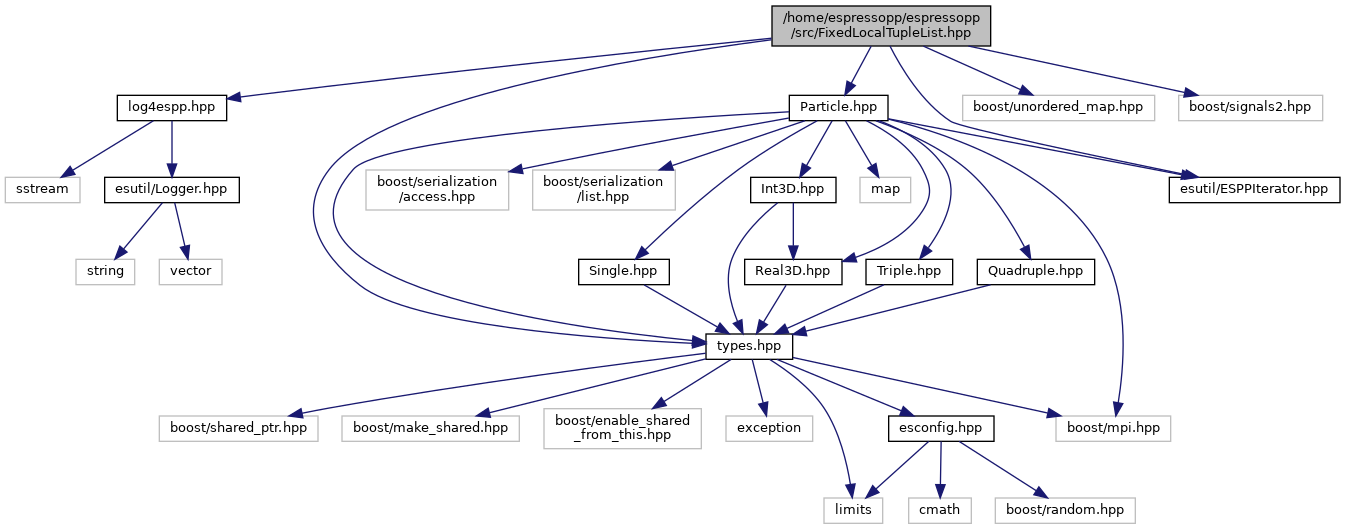 /home/espressopp/espressopp
/src/FixedLocalTupleList.hpp
log4espp.hpp
Particle.hpp
boost/unordered_map.hpp
boost/signals2.hpp
sstream
esutil/Logger.hpp
boost/serialization
/access.hpp
boost/serialization
/list.hpp
Int3D.hpp
map
esutil/ESPPIterator.hpp
string
vector
Single.hpp
Real3D.hpp
Triple.hpp
Quadruple.hpp
types.hpp
boost/shared_ptr.hpp
boost/make_shared.hpp
boost/enable_shared
_from_this.hpp
exception
esconfig.hpp
boost/mpi.hpp
limits
cmath
boost/random.hpp